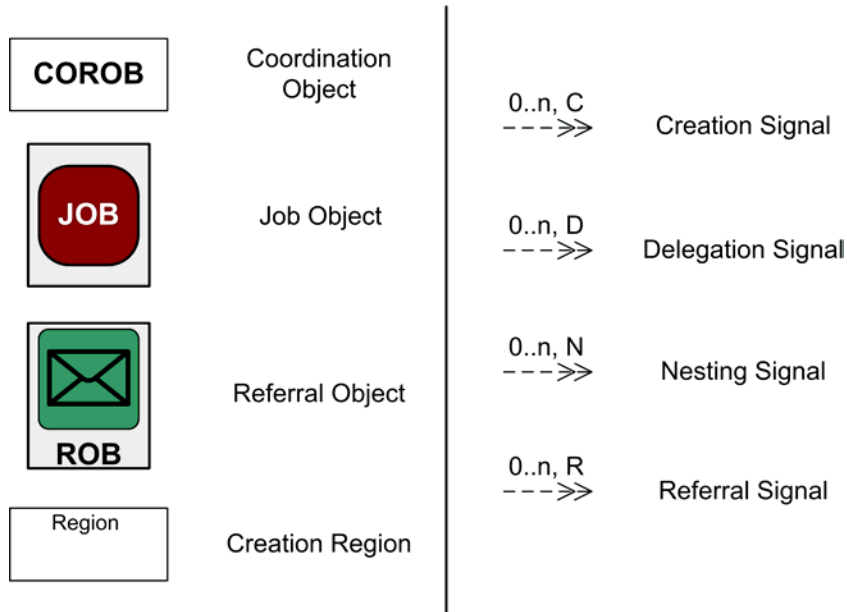 COROB
Coordination
Object
JOB
Job Object
ROB
Referral Object
Region
Creation Region
0..n, C
Creation Signal
0..n, D
Delegation Signal
0..n, N
Nesting Signal
0..n, R
Referral Signal